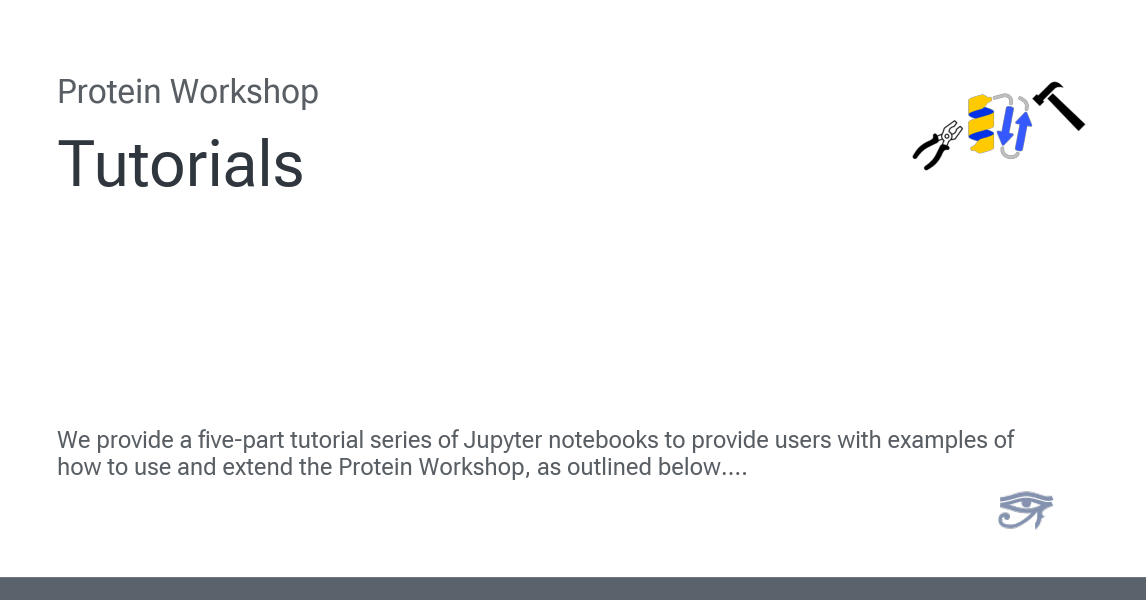 Protein Workshop
Tutorials
We provide a five-part tutorial series of Jupyter notebooks to provide users with examples of
how to use and extend the Protein Workshop, as outlined below....